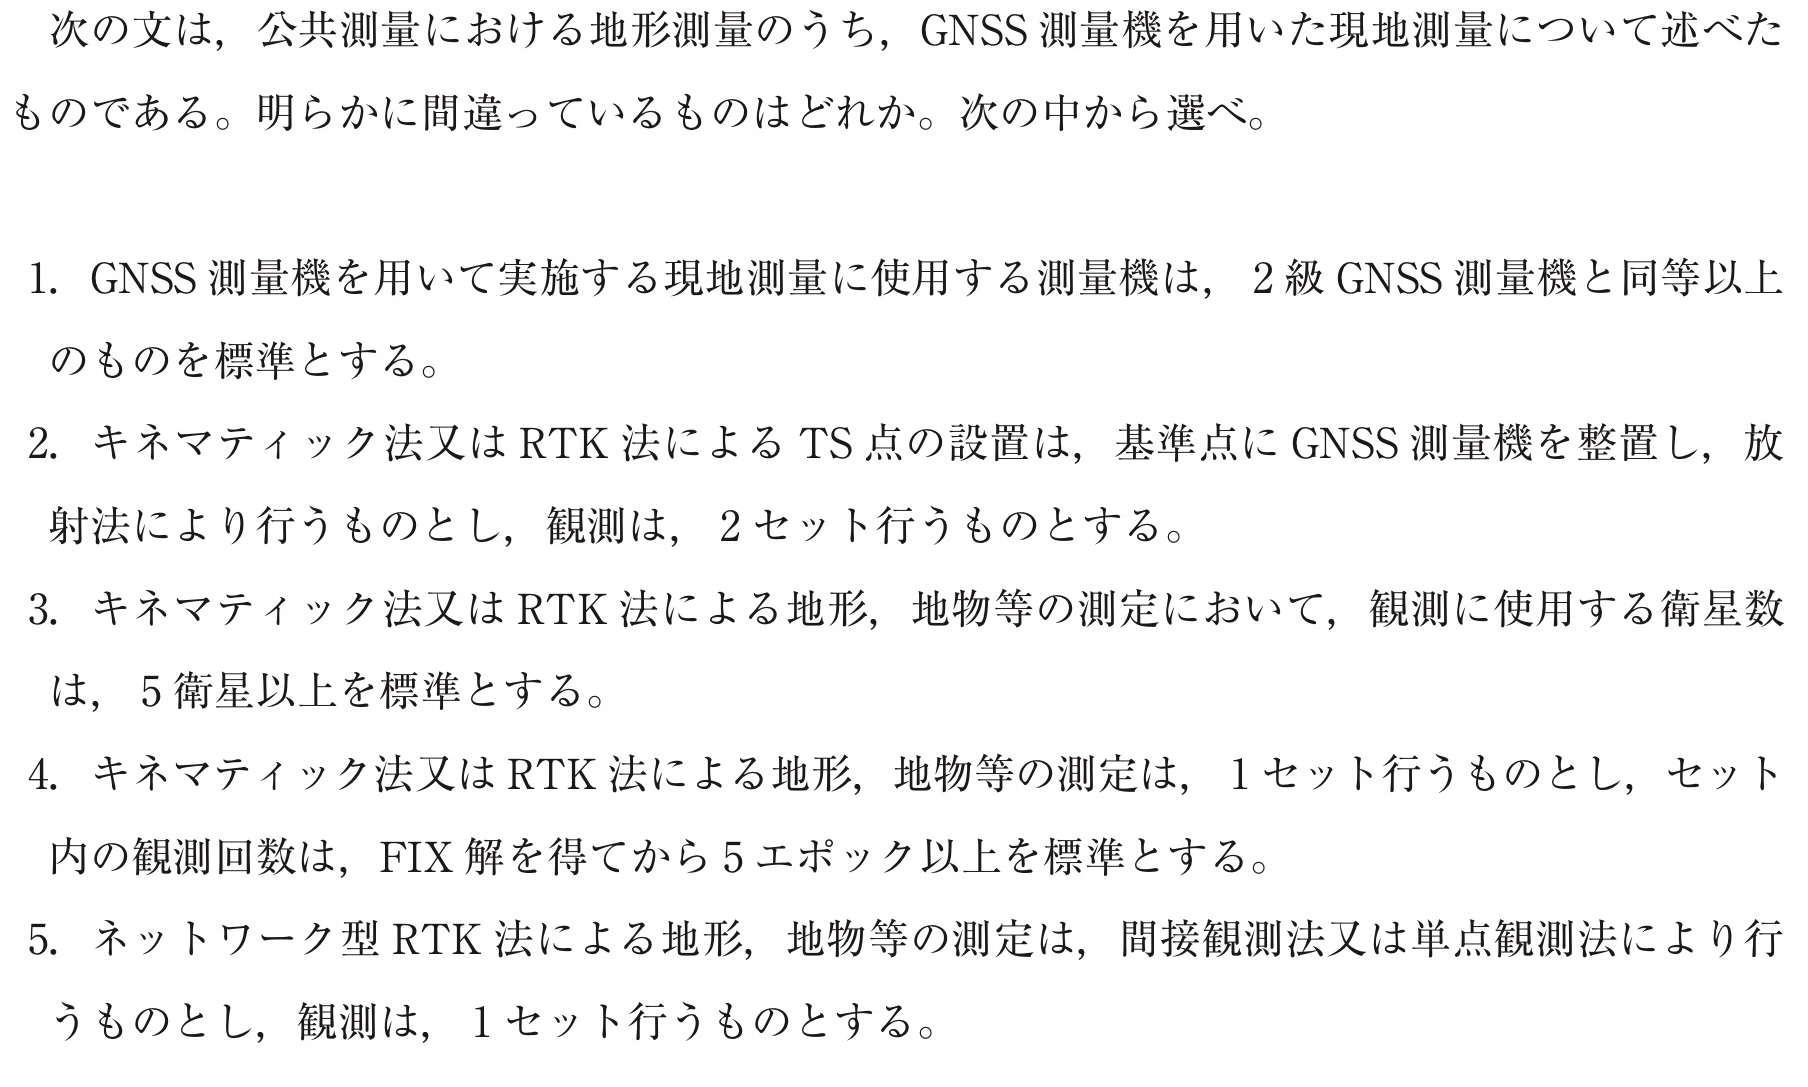 次の文は，公共測量における地形測量のうち，GNSS 測量機を用いた現地測量について述べた
ものである。明らかに間違っているものはどれか。次の中から選べ。
1. GNSS 測量機を用いて実施する現地測量に使用する測量機は，2 級 GNSS 測量機と同等以上
のものを標準とする。
2. キネマティック法又は RTK 法による TS 点の設置は，基準点に GNSS 測量機を整置し，放
射法により行うものとし，観測は，2 セット行うものとする。
3. キネマティック法又は RTK 法による地形，地物等の測定において，観測に使用する衛星数
は，5 衛星以上を標準とする。
4. キネマティック法又は RTK 法による地形，地物等の測定は，1 セット行うものとし，セット
内の観測回数は，FIX 解を得てから 5 エポック以上を標準とする。
5. ネットワーク型 RTK 法による地形，地物等の測定は，間接観測法又は単点観測法により行
うものとし，観測は，1 セット行うものとする。